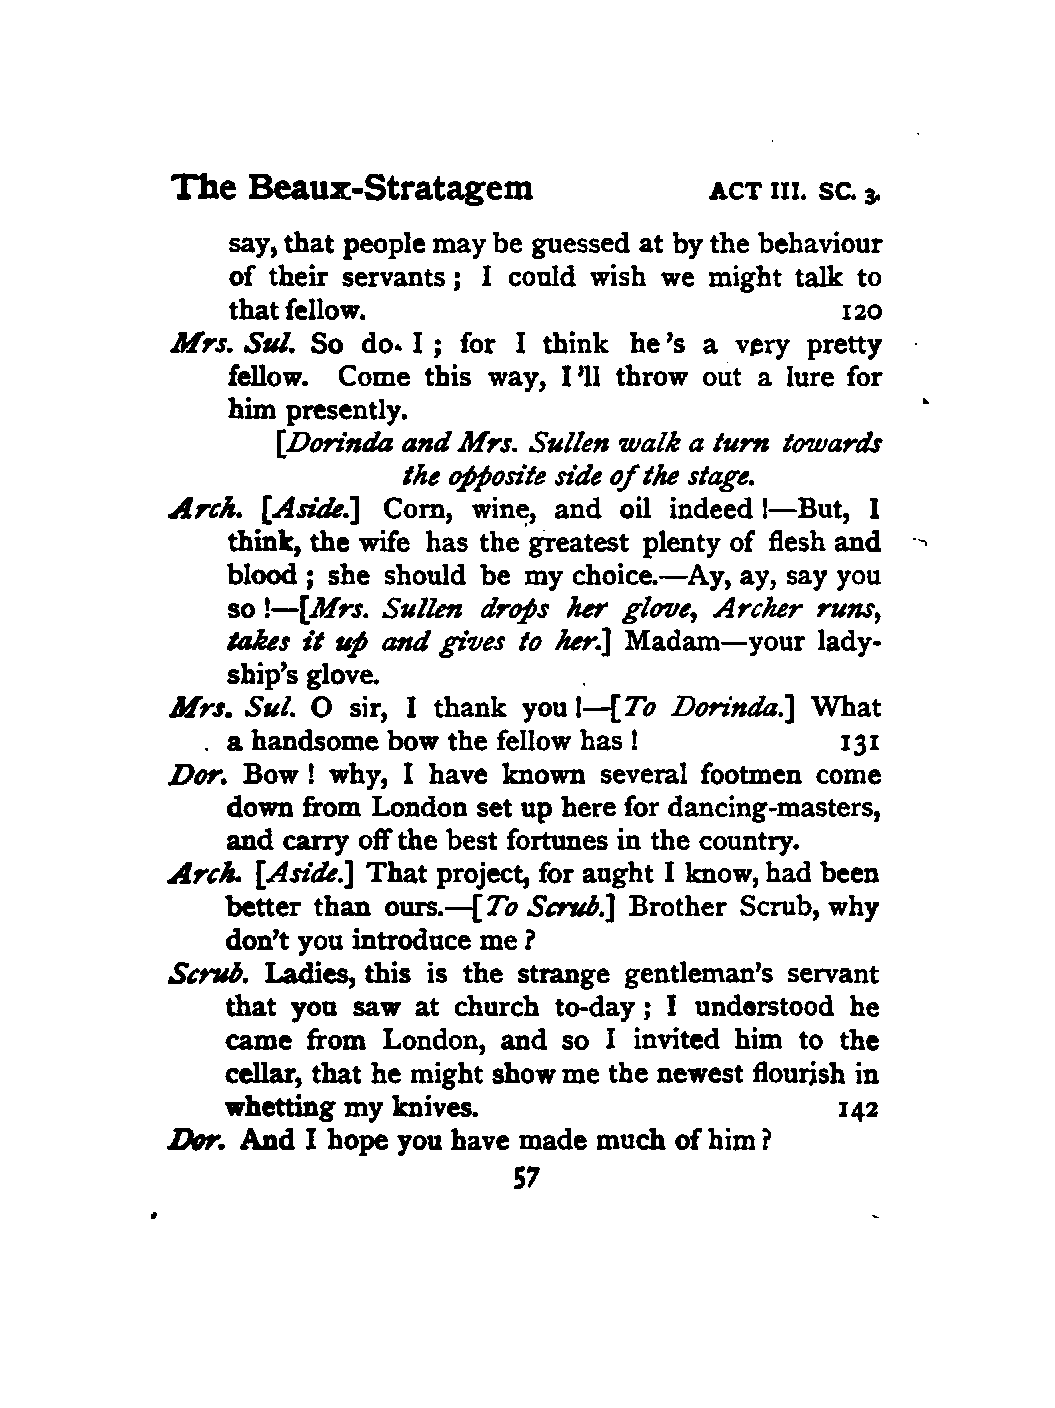 The Beaux-Stratagem ACT III. SC. 3.
say, that people may be guessed at by the behaviour
of their servants ; I could wish we might talk to
that fellow. 120
Mrs. Sul. So do I ; for I think he's a very pretty
fellow. Come this way, I'll throw out a lure for
him presently.
[Dorinda and Mrs. Sullen walk a turn towards
the opposite side of the stage.
Arch. [Aside.] Corn, wine, and oil indeed !—But, I
think, the wife has the greatest plenty of flesh and
blood ; she should be my choice.—Ay, ay, say you
so !—[Mrs. Sullen drops her glove, Archer runs,
takes it up and gives to her.] Madam—your lady-
ship's glove.
Mrs. Sul. O sir, I thank you !—[To Dorinda.] What
a handsome bow the fellow has ! 131
Dor. Bow ! why, I have known several footmen come
down from London set up here for dancing-masters,
and carry off the best fortunes in the country.
Arch. [Aside.] That project, for aught I know, had been
better than ours.—[To Scrub.] Brother Scrub, why
don't you introduce me ?
Scrub. Ladies, this is the strange gentleman's servant
that you saw at church to-day ; I understood he
came from London, and so I invited him to the
cellar, that he might show me the newest flourish in
whetting my knives. 142
Dor. And I hope you have made much of him ?
57